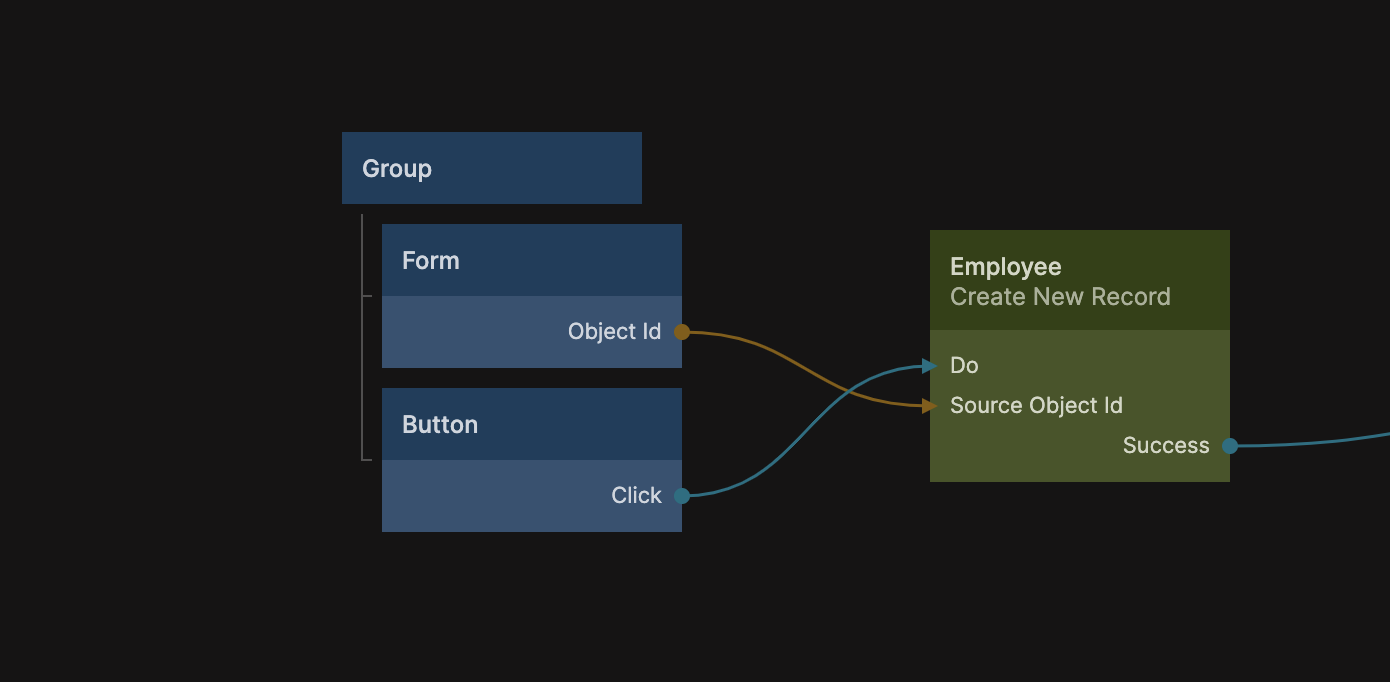 Group
Form
Object Id
Button
Click
Employee
Create New Record
Do
Source Object Id
Success